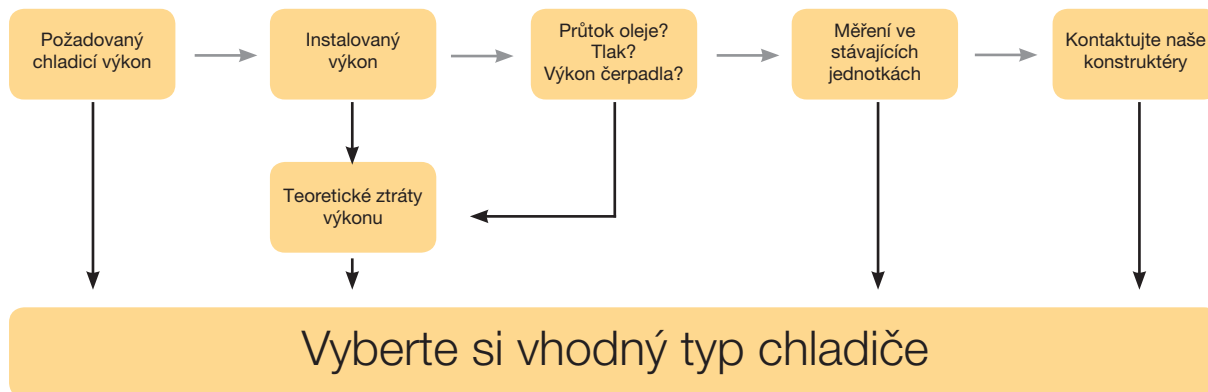 Požadovaný
chladicí výkon
Instalovaný
výkon
Průtok oleje?
Tlak?
Výkon čerpadla?
Měření ve
stávajících
jednotkách
Kontaktujte naše
konstruktéry
Teoretické ztráty
výkonu
Vyberte si vhodný typ chladiče